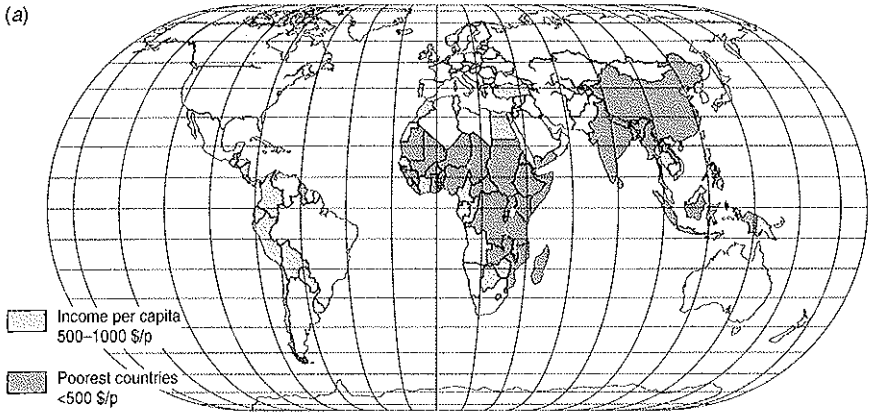 (a)
Income per capita
500–1000 $/p
Poorest countries
<500 $/p